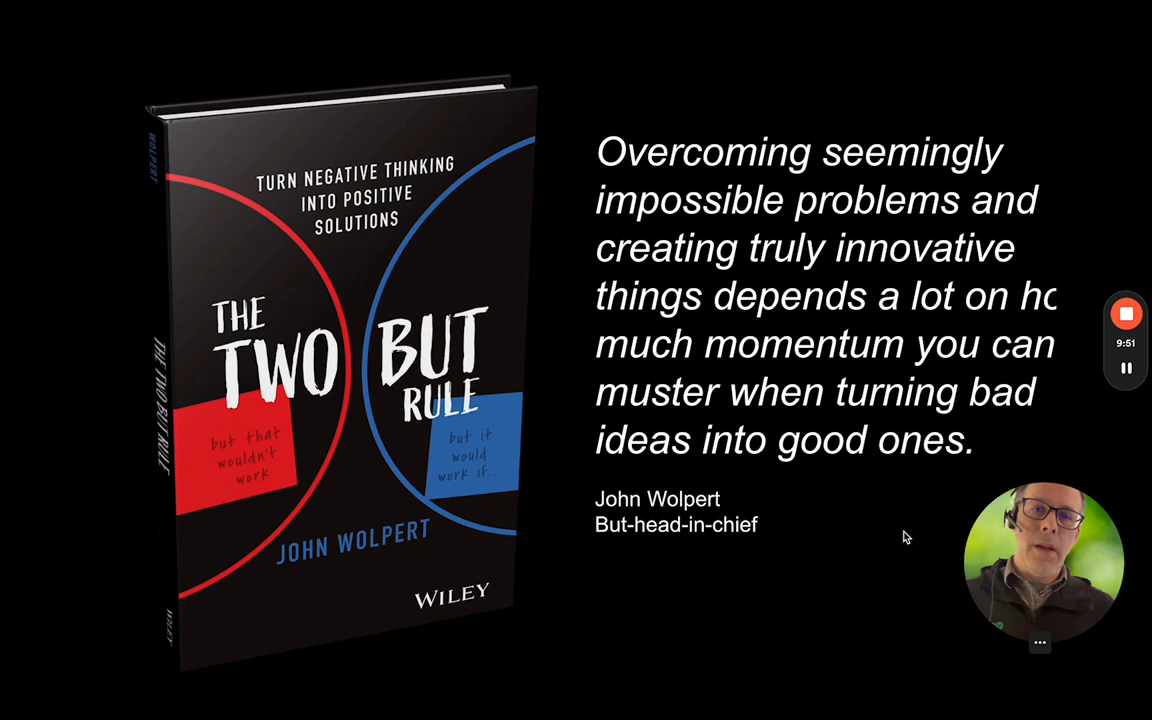 WOLPERT
THE TWO BUT RULE
WILEY
TURN NEGATIVE THINKING
INTO POSITIVE
SOLUTIONS
THE
TWO
BUT
RULE
but that
wouldn't
work
but it
would
work if...
JOHN WOLPERT
WILEY
Overcoming seemingly
impossible problems and
creating truly innovative
things depends a lot on ho
much momentum you can
muster when turning bad
ideas into good ones.
John Wolpert
But-head-in-chief
9:51